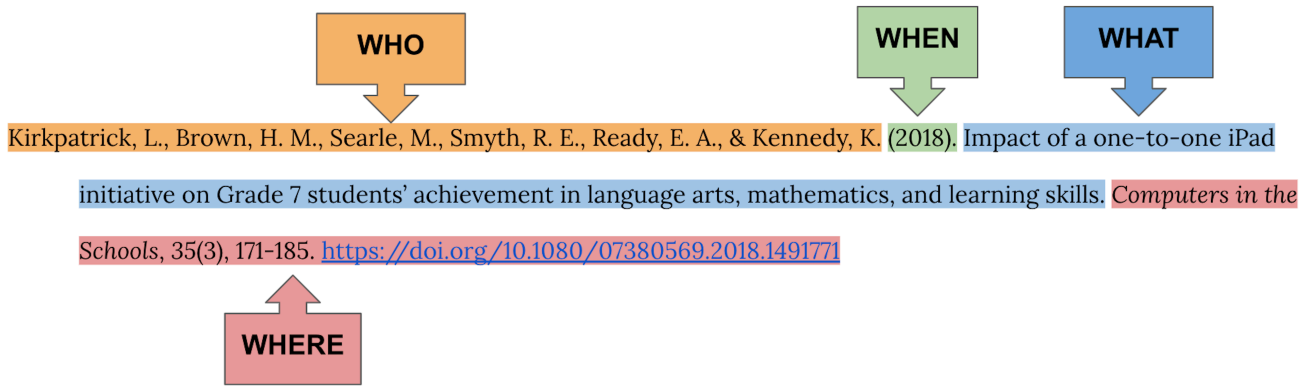 WHO
WHEN
WHAT
Kirkpatrick, L., Brown, H. M., Searle, M., Smyth, R. E., Ready, E. A., & Kennedy, K. (2018). Impact of a one-to-one iPad
initiative on Grade 7 students’ achievement in language arts, mathematics, and learning skills. Computers in the
Schools, 35(3), 171-185. https://doi.org/10.1080/07380569.2018.1491771
WHERE